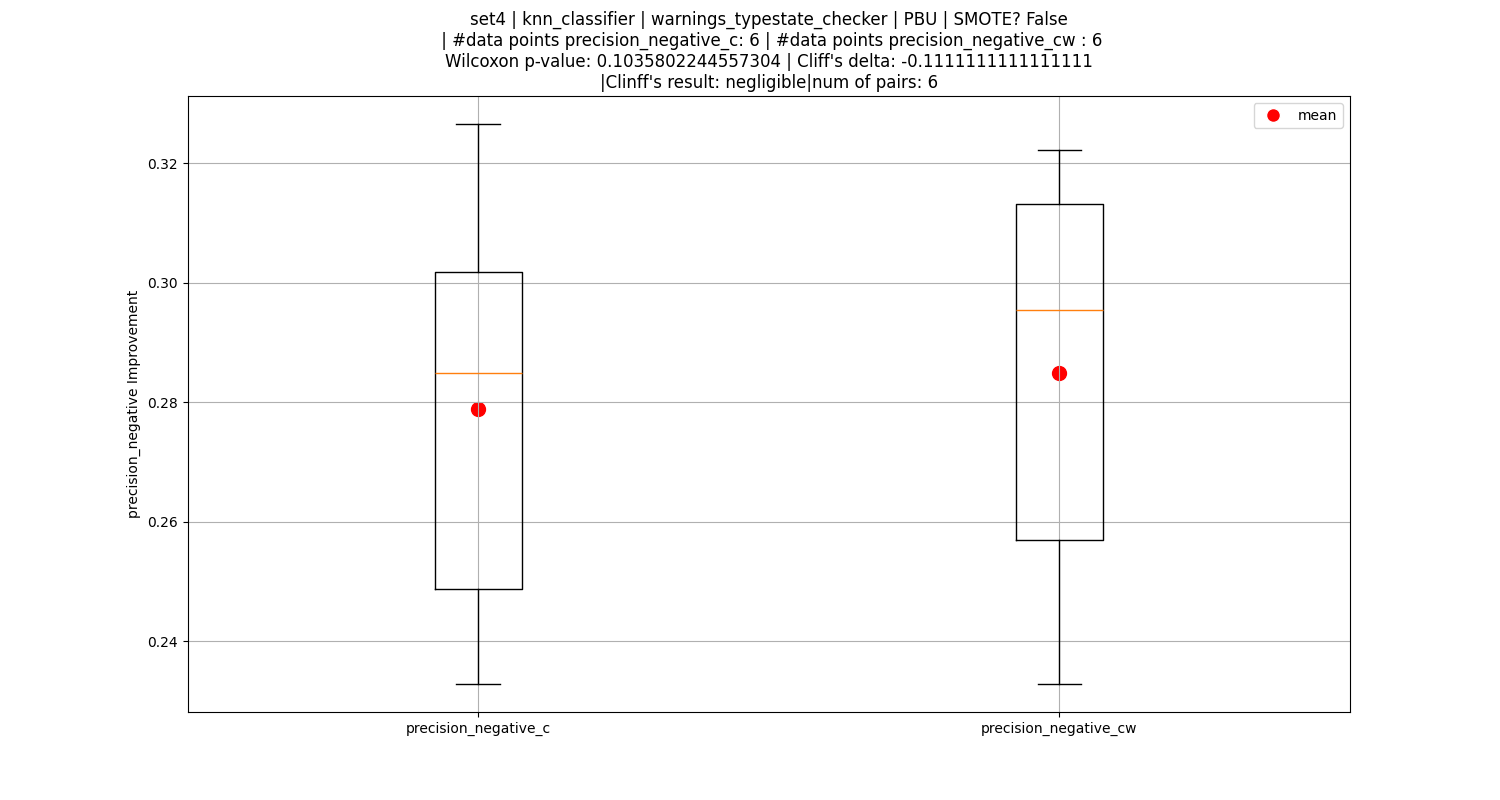 set4 | knn_classifier | warnings_typestate_checker | PBU | SMOTE? False
| #data points precision_negative_c: 6 | #data points precision_negative_cw : 6
Wilcoxon p-value: 0.1035802244557304 | Cliff's delta: -0.1111111111111111
|Clinff's result: negligible|num of pairs: 6
mean
0.32
0.30
0.28
0.26
0.24
precision_negative Improvement
precision_negative_c
precision_negative_cw